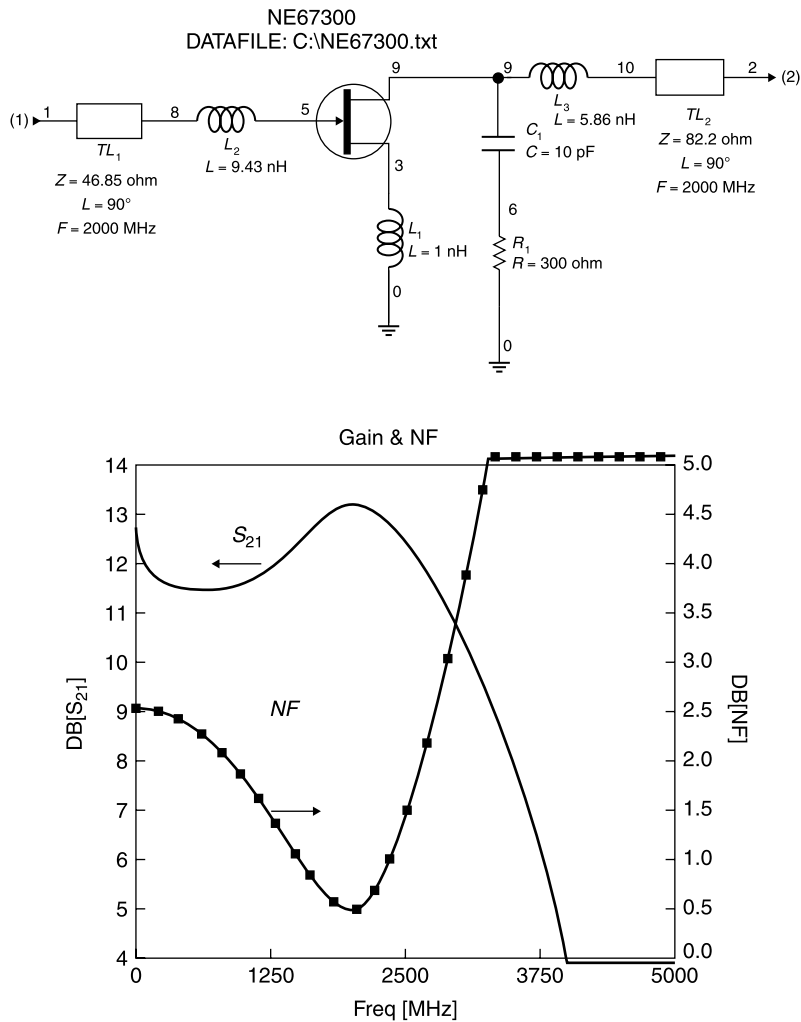 NE67300
DATAFILE: C:\NE67300.txt
(1) 1 8 5 9 9 10 2 (2)
TL₁
Z = 46.85 ohm
L = 90°
F = 2000 MHz
L₂
L = 9.43 nH
3
L₁
L = 1 nH
0
C₁
C = 10 pF
6
R₁
R = 300 ohm
0
L₃
L = 5.86 nH
TL₂
Z = 82.2 ohm
L = 90°
F = 2000 MHz
Gain & NF
14 13 12 11 10 9 8 7 6 5 4
DB[S₂₁]
S₂₁
NF
5.0 4.5 4.0 3.5 3.0 2.5 2.0 1.5 1.0 0.5 0.0
DB[NF]
0 1250 2500 3750 5000
Freq [MHz]